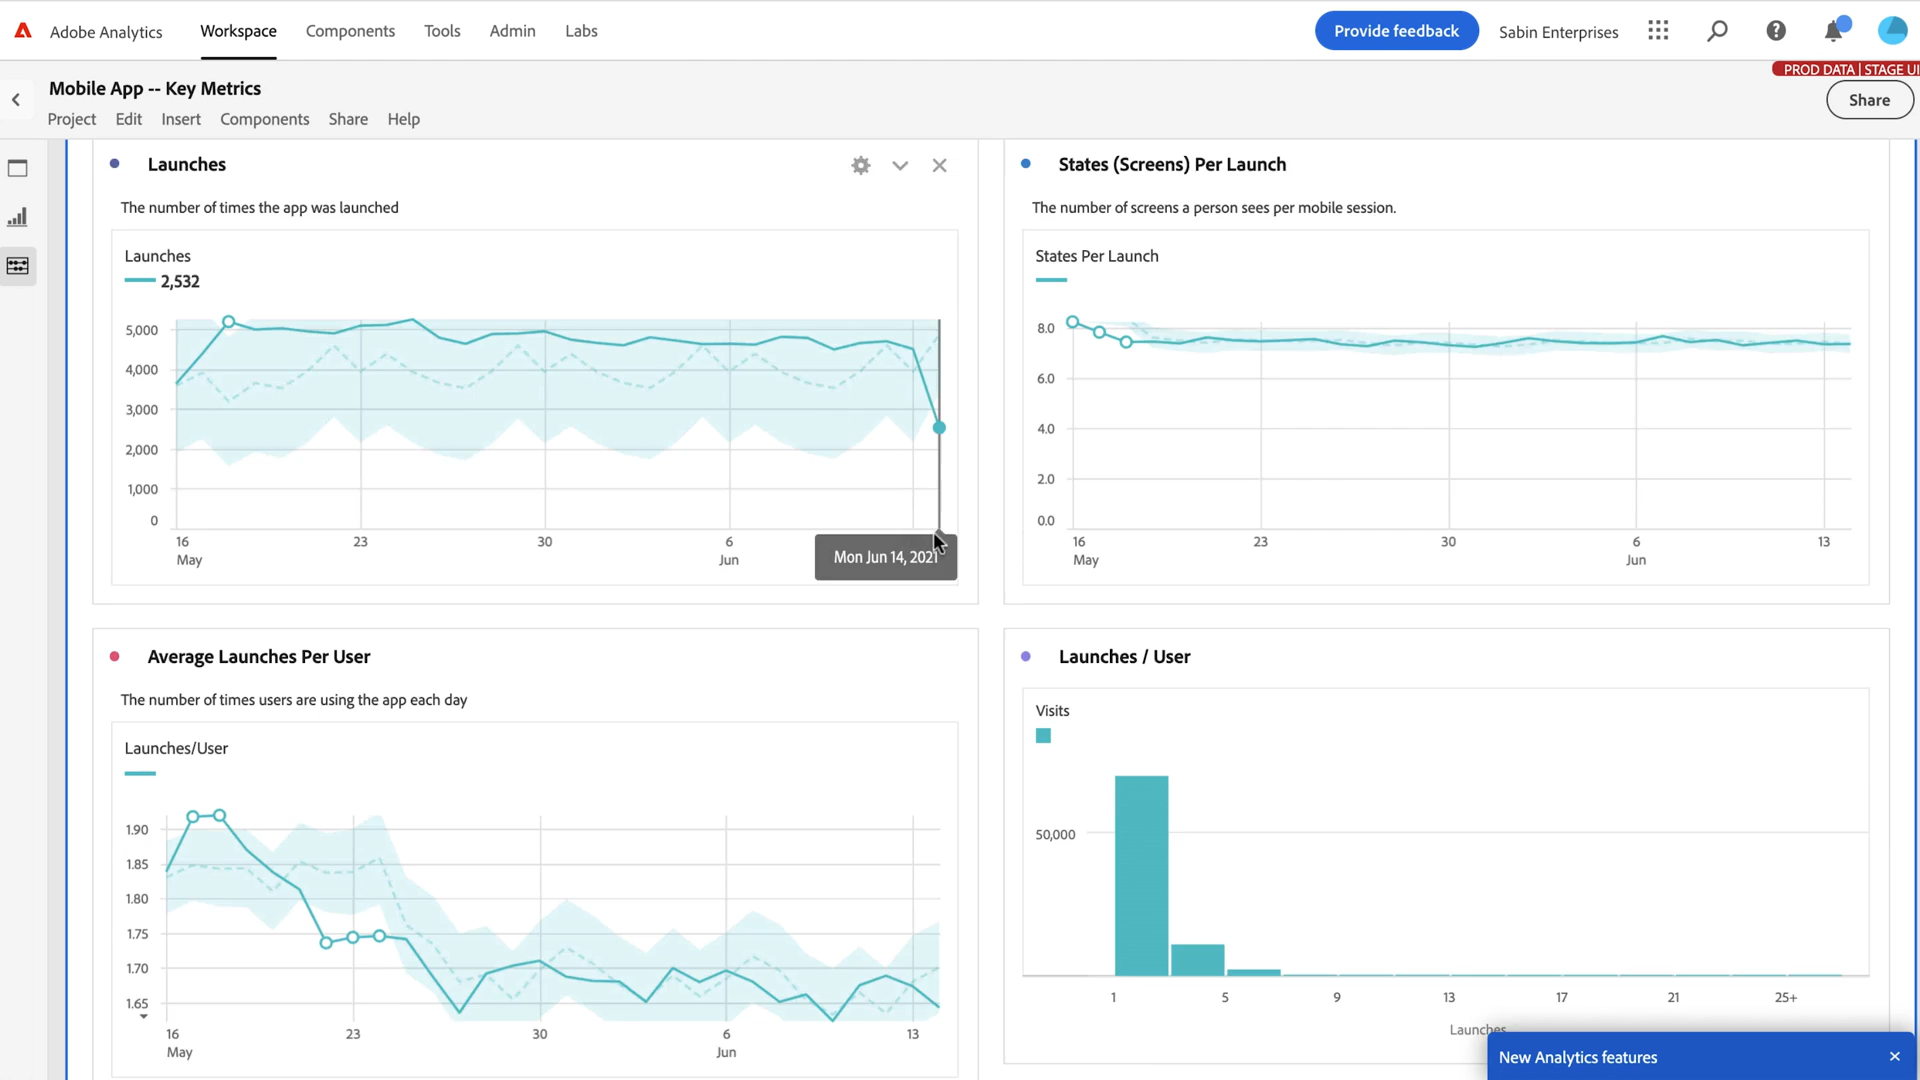 Adobe Analytics Workspace Components Tools Admin Labs Provide feedback Sabin Enterprises
PROD DATA | STAGE UI
Mobile App -- Key Metrics
Share
Project Edit Insert Components Share Help
Launches
The number of times the app was launched
Launches
2,532
5,000
4,000
3,000
2,000
1,000
0
16 23 30 6
May Jun
Mon Jun 14, 2021
States (Screens) Per Launch
The number of screens a person sees per mobile session.
States Per Launch
8.0
6.0
4.0
2.0
0.0
16 23 30 6 13
May Jun
Average Launches Per User
The number of times users are using the app each day
Launches/User
1.90
1.85
1.80
1.75
1.70
1.65
16 23 30 6 13
May Jun
Launches / User
Visits
50,000
1 5 9 13 17 21 25+
Launches
New Analytics features